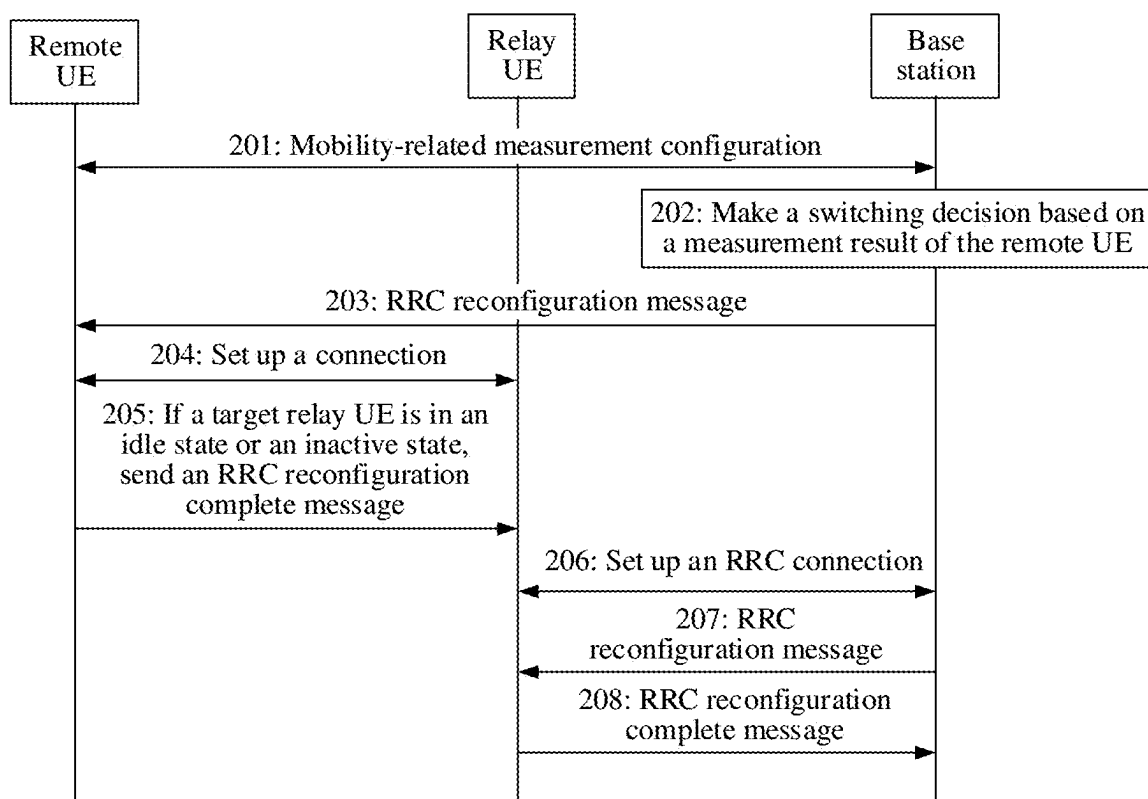 Remote
UE
Relay
UE
Base
station
201: Mobility-related measurement configuration
202: Make a switching decision based on
a measurement result of the remote UE
203: RRC reconfiguration message
204: Set up a connection
205: If a target relay UE is in an
idle state or an inactive state,
send an RRC reconfiguration
complete message
206: Set up an RRC connection
207: RRC
reconfiguration message
208: RRC reconfiguration
complete message